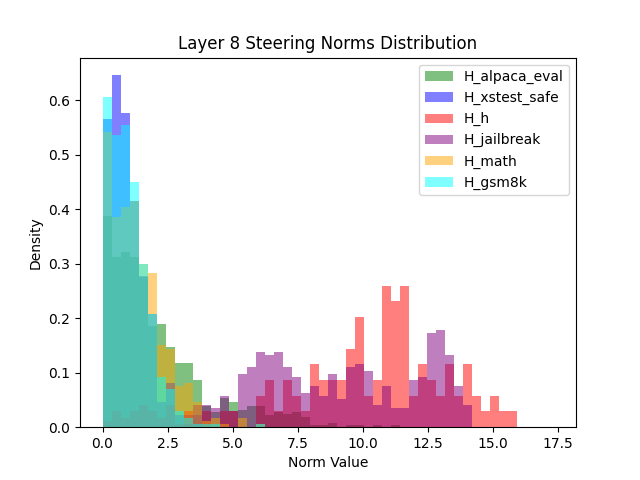 Layer 8 Steering Norms Distribution
H_alpaca_eval
H_xstest_safe
H_h
H_jailbreak
H_math
H_gsm8k
Density
0.6
0.5
0.4
0.3
0.2
0.1
0.0
0.0 2.5 5.0 7.5 10.0 12.5 15.0 17.5
Norm Value